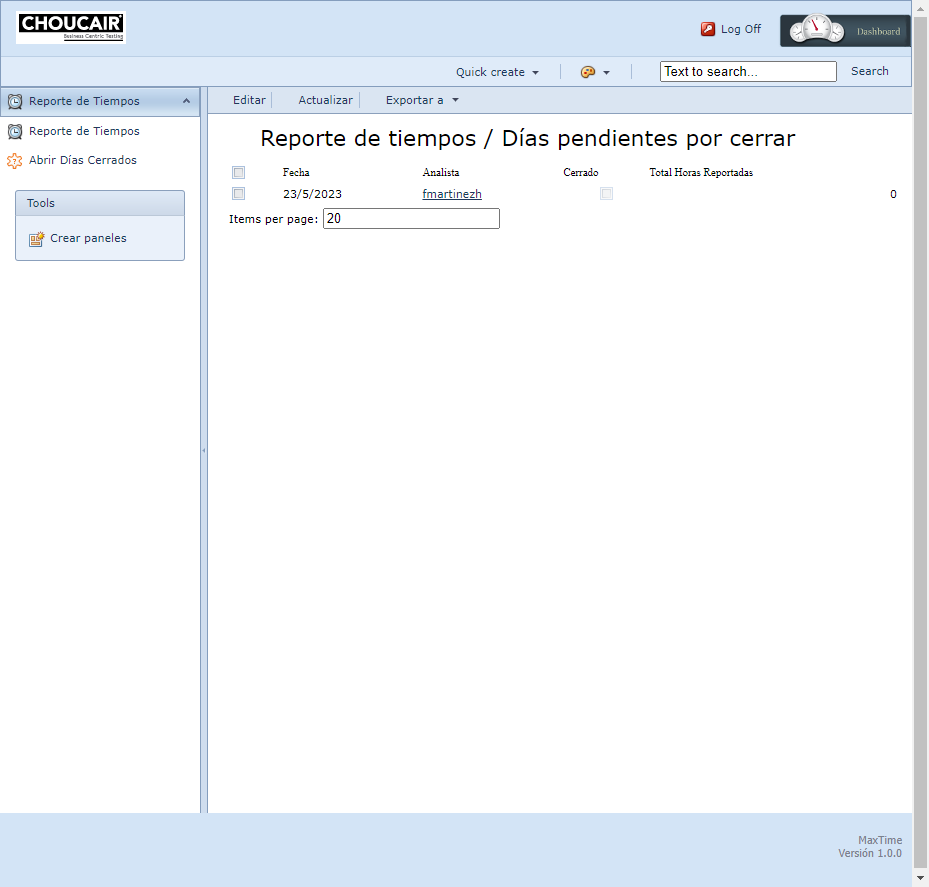 CHOUCAIR
Business Centric Testing
Log Off
Dashboard
Quick create
Text to search...
Search
Reporte de Tiempos
Editar
Actualizar
Exportar a
Reporte de Tiempos
Abrir Días Cerrados
Tools
Crear paneles
Reporte de tiempos / Días pendientes por cerrar
Fecha Analista Cerrado Total Horas Reportadas
23/5/2023 fmartinezh 0
Items per page: 20
MaxTime
Versión 1.0.0